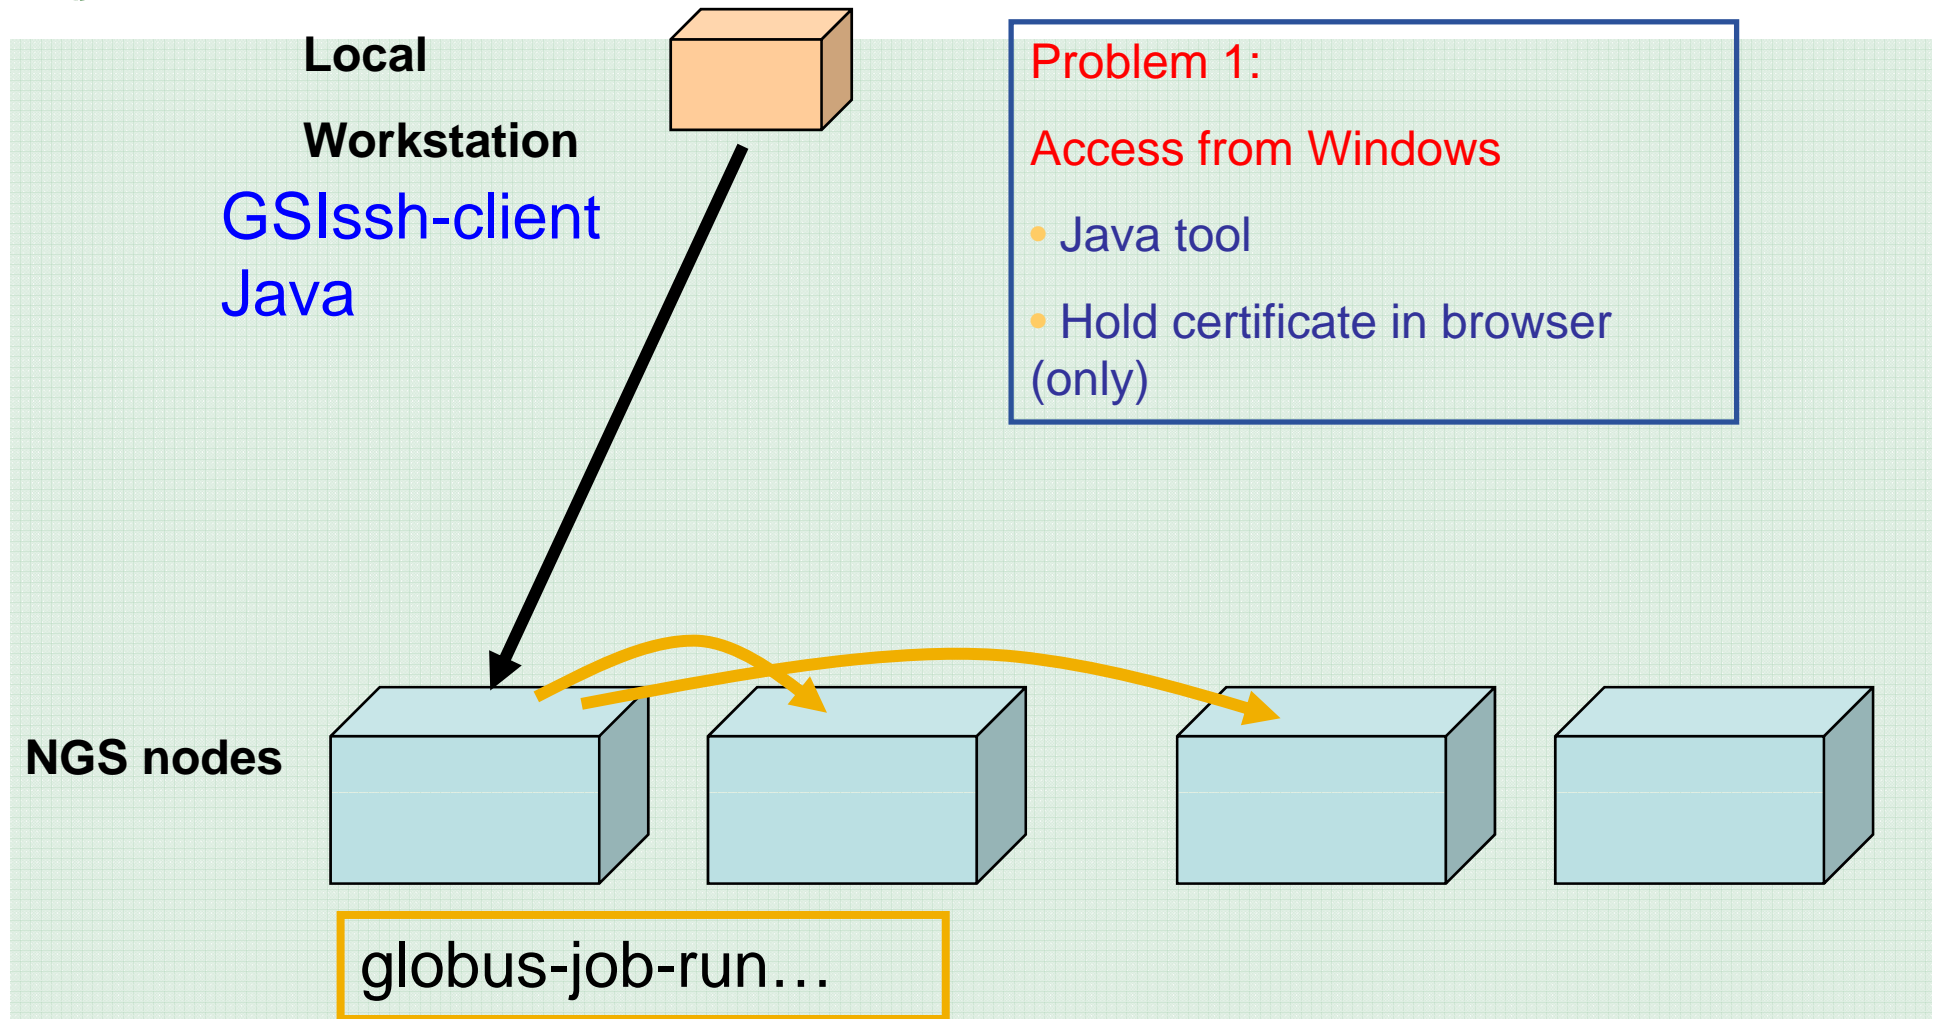 Local
Workstation
GSIssh-client
Java
Problem 1:
Access from Windows
• Java tool
• Hold certificate in browser
(only)
NGS nodes
globus-job-run…